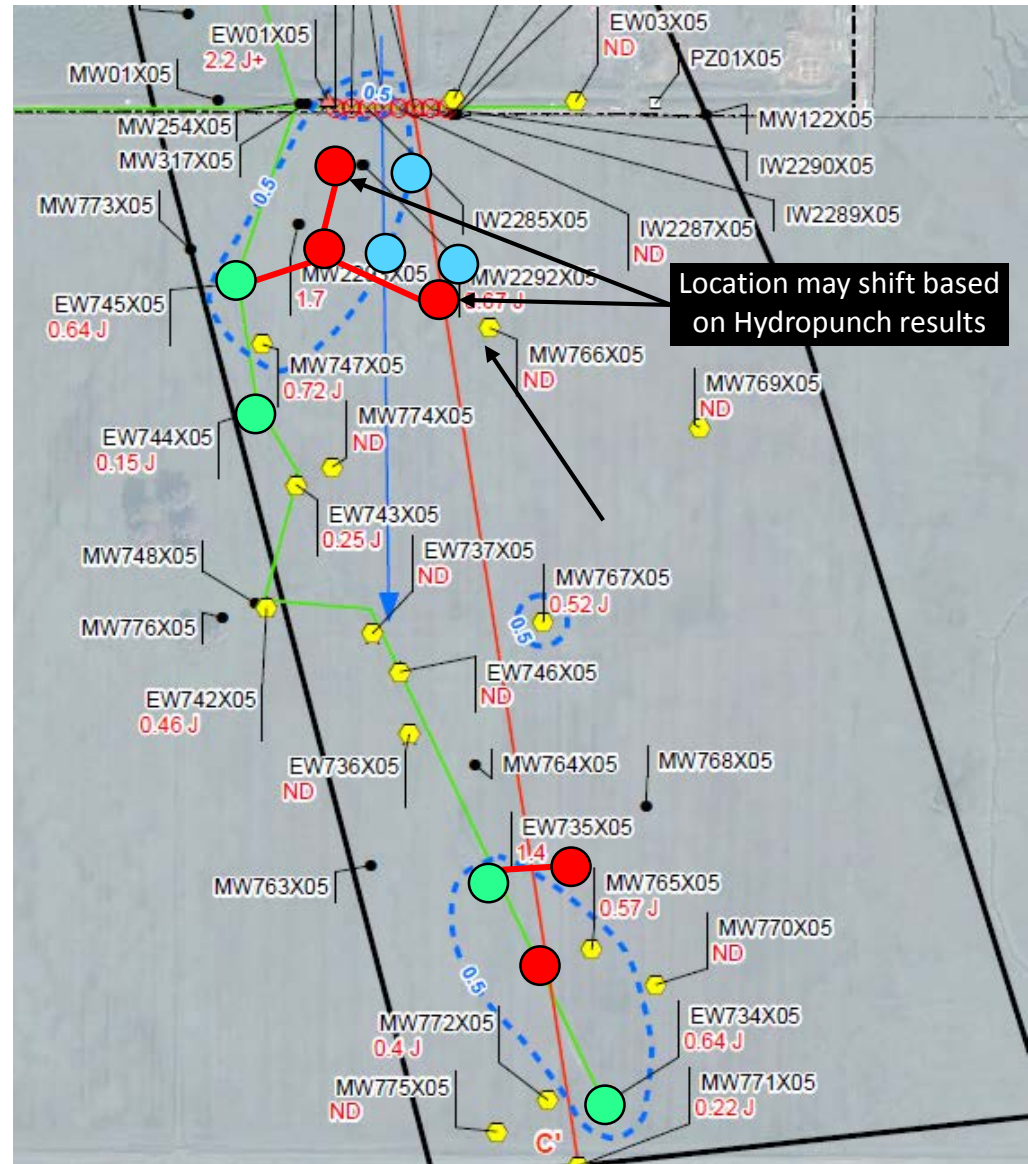 EW01X05
2.2 J+
EW03X05
ND
PZ01X05
MW01X05
0.5
MW254X05
MW122X05
MW317X05
IW2290X05
0.5
MW773X05
IW2285X05
IW2287X05
ND
IW2289X05
1.7
MW2292X05
EW745X05
0.64 J
Location may shift based
on Hydropunch results
MW747X05
0.72 J
MW766X05
ND
MW769X05
ND
MW774X05
ND
EW744X05
0.15 J
EW743X05
0.25 J
EW737X05
ND
MW748X05
MW767X05
0.52 J
0.5
MW776X05
EW746X05
ND
EW742X05
0.46 J
EW736X05
ND
MW764X05
MW768X05
EW735X05
1.4
MW763X05
MW765X05
0.57 J
MW770X05
ND
0.5
MW772X05
0.4 J
EW734X05
0.64 J
MW775X05
ND
MW771X05
0.22 J
C'